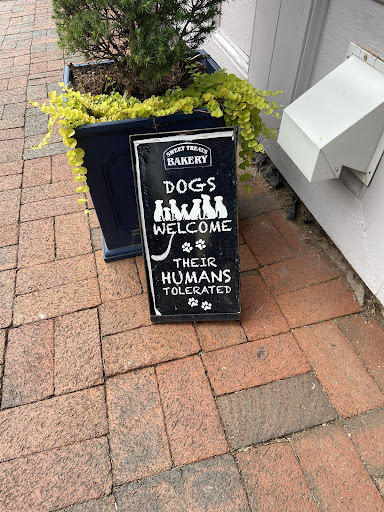 SWEET TREATS
BAKERY
DOGS
WELCOME
THEIR
HUMANS
TOLERATED